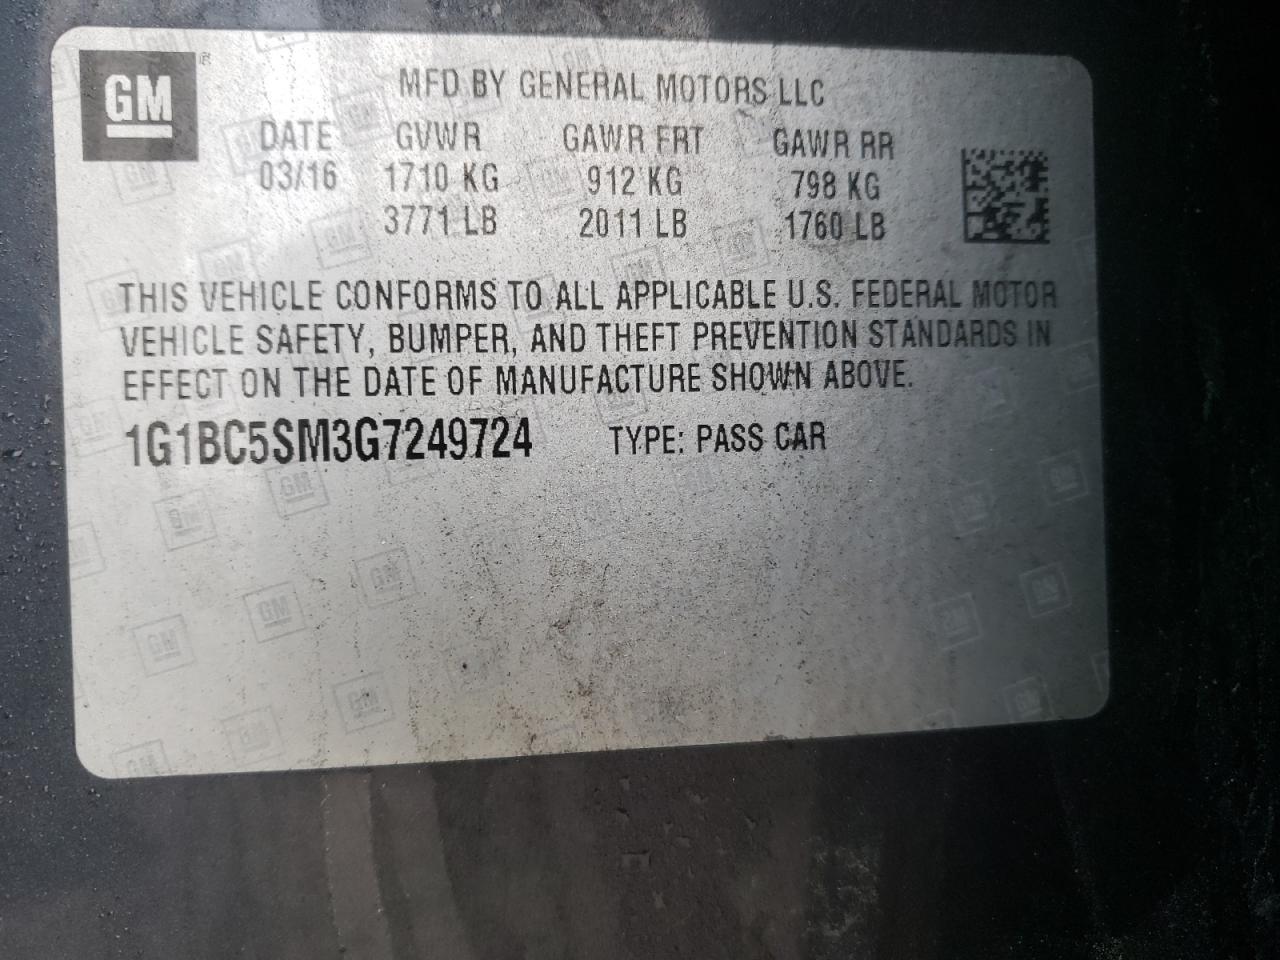 GM
MFD BY GENERAL MOTORS LLC
DATE GVWR GAWR FRT GAWR RR
03/16 1710 KG 912 KG 798 KG
3771 LB 2011 LB 1760 LB
THIS VEHICLE CONFORMS TO ALL APPLICABLE U.S. FEDERAL MOTOR
VEHICLE SAFETY, BUMPER, AND THEFT PREVENTION STANDARDS IN
EFFECT ON THE DATE OF MANUFACTURE SHOWN ABOVE.
1G1BC5SM3G7249724 TYPE: PASS CAR